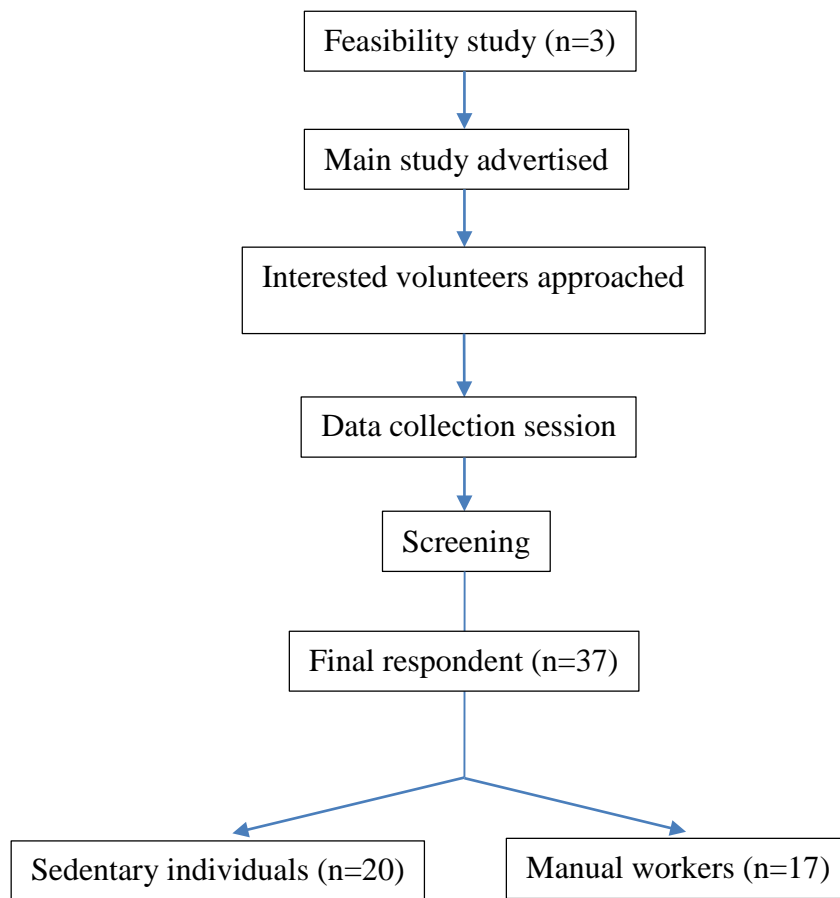 Feasibility study (n=3)
Main study advertised
Interested volunteers approached
Data collection session
Screening
Final respondent (n=37)
Sedentary individuals (n=20)
Manual workers (n=17)